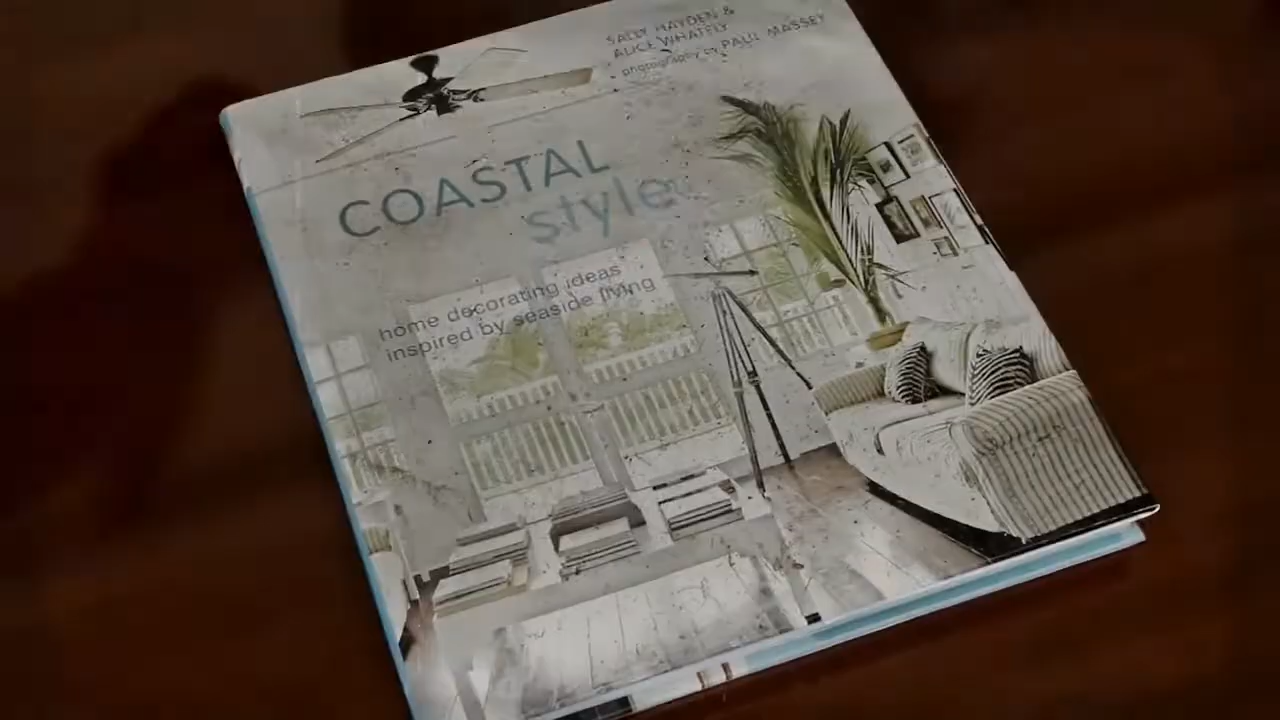 SALLY HAYDEN &
ALICE WHATELY
photography by PAUL MASSEY
COASTAL
style
home decorating ideas
inspired by seaside living